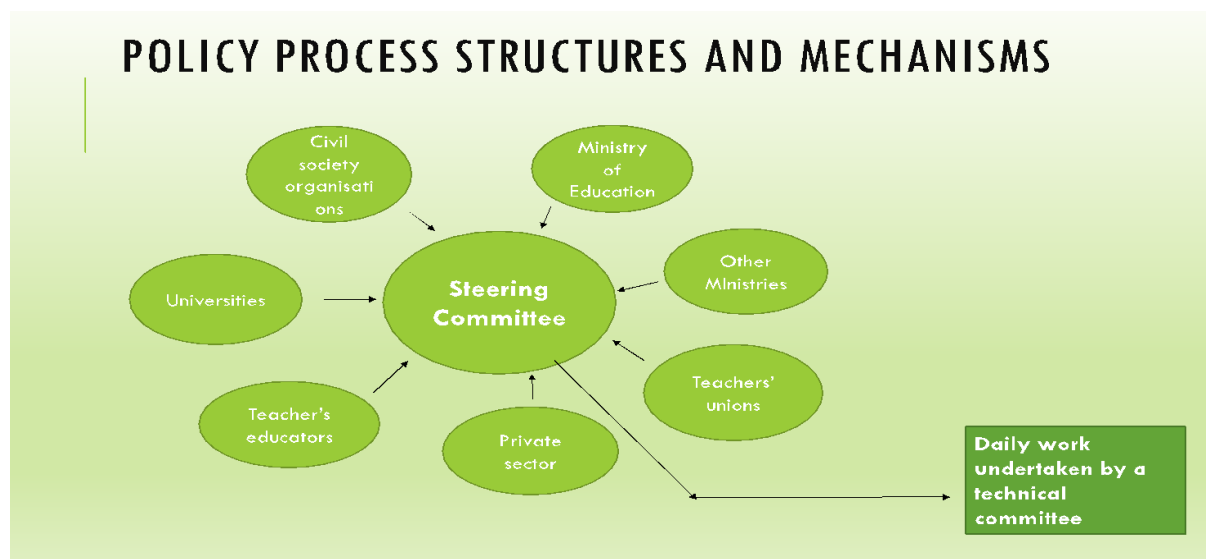 POLICY PROCESS STRUCTURES AND MECHANISMS
Civil
society
organisati
ons
Ministry
of
Education
Other
MInistries
Universities
Steering
Committee
Teachers'
unions
Teacher's
educators
Private
sector
Daily work
undertaken by a
technical
committee